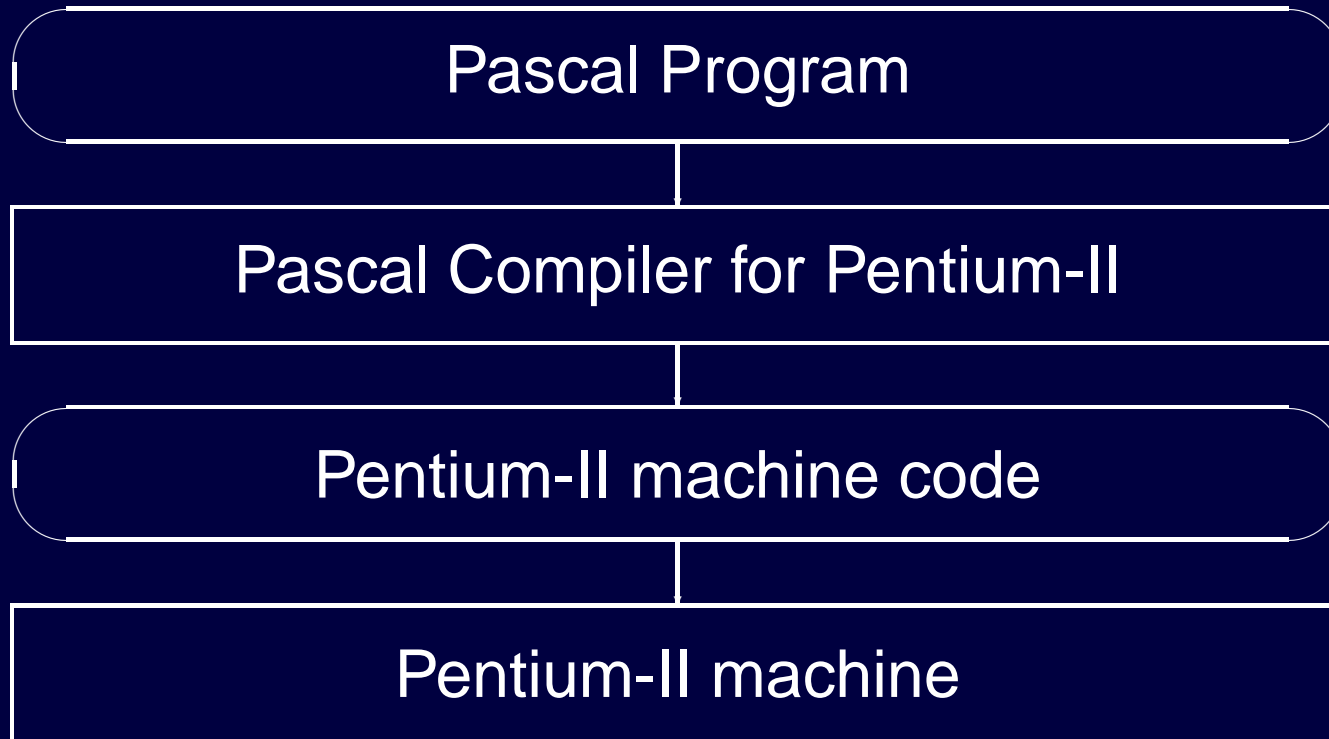 Pascal Program
Pascal Compiler for Pentium-II
Pentium-II machine code
Pentium-II machine